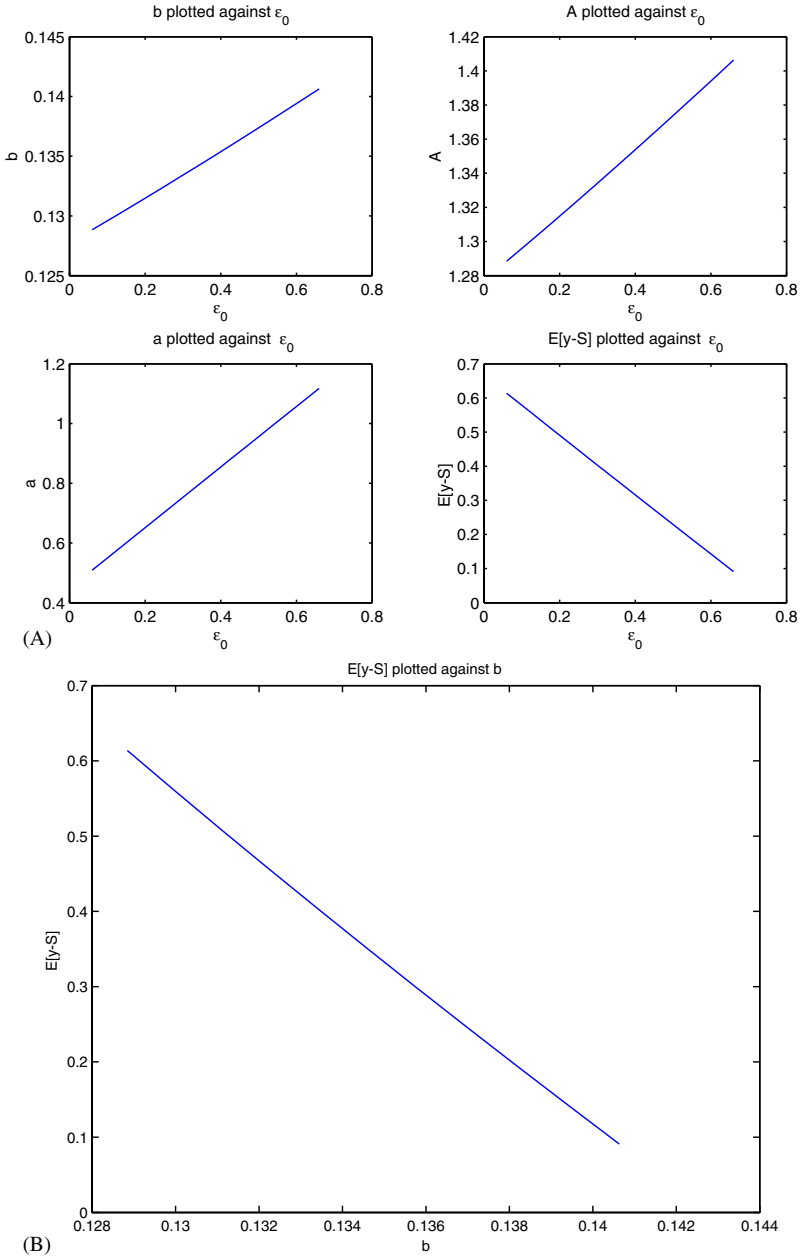 b plotted against ε0
0.145
0.14
0.135
0.13
0.125
b
0 0.2 0.4 0.6 0.8
ε0
A plotted against ε0
1.42
1.4
1.38
1.36
1.34
1.32
1.3
1.28
A
0 0.2 0.4 0.6 0.8
ε0
a plotted against ε0
1.2
1
0.8
0.6
0.4
a
0 0.2 0.4 0.6 0.8
ε0
E[y-S] plotted against ε0
0.7
0.6
0.5
0.4
0.3
0.2
0.1
0
E[y-S]
0 0.2 0.4 0.6 0.8
ε0
(A)
E[y-S] plotted against b
0.7
0.6
0.5
0.4
0.3
0.2
0.1
0
E[y-S]
0.128 0.13 0.132 0.134 0.136 0.138 0.14 0.142 0.144
b
(B)